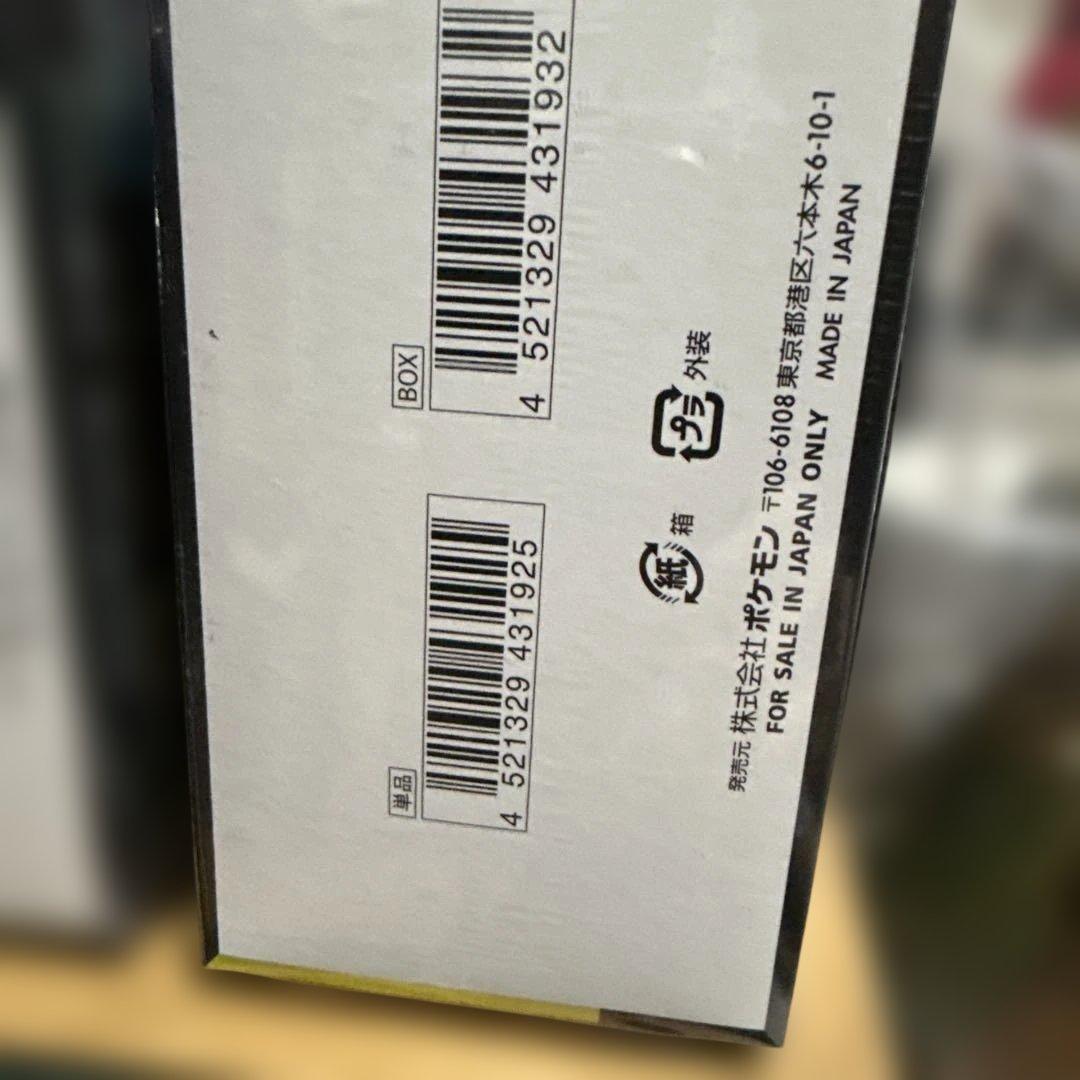 単品
4 521329 431925
BOX
4 521329 431932
紙 箱
プラ 外装
発売元 株式会社ポケモン 〒106-6108 東京都港区六本木6-10-1
FOR SALE IN JAPAN ONLY MADE IN JAPAN